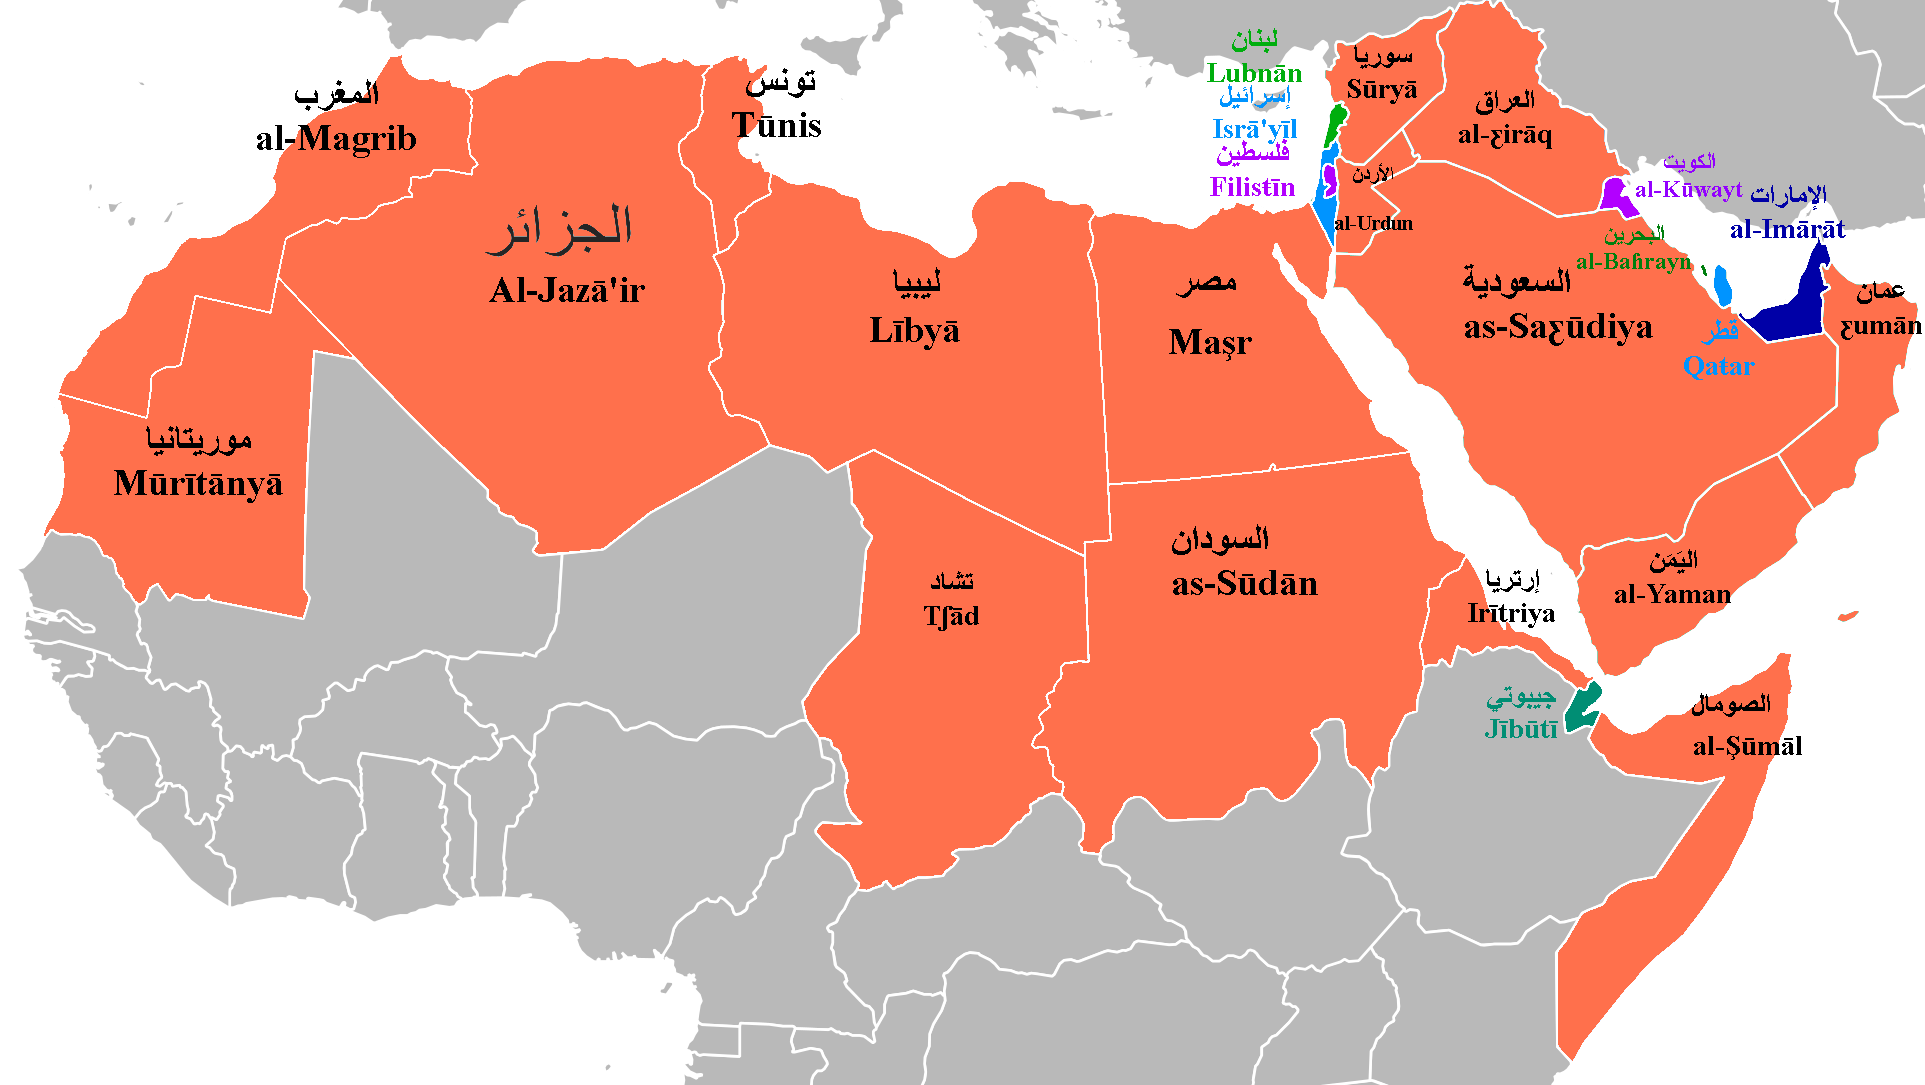 المغرب
al-Magrib
الجزائر
Al-Jazā'ir
تونس
Tūnis
ليبيا
Lībyā
مصر
Maşr
موريتانيا
Mūrītānyā
تشاد
Tʃād
السودان
as-Sūdān
إرتريا
Irītriya
جيبوتي
Jībūtī
الصومال
al-Şūmāl
لبنان
Lubnān
إسرائيل
Isrā'yīl
فلسطين
Filisŧīn
سوريا
Sūryā
الأردن
al-Urdun
العراق
al-ƹirāq
الكويت
al-Kūwayt
الإمارات
al-Imārāt
البحرين
al-Baɦrayn
قطر
Qaŧar
السعودية
as-Saƹūdiya
عمان
ƹumān
اليَمَن
al-Yaman